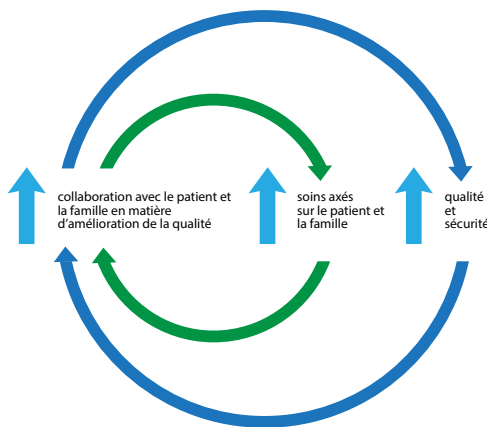 collaboration avec le patient et
la famille en matière
d'amélioration de la qualité
soins axés
sur le patient et
la famille
qualité
et
sécurité